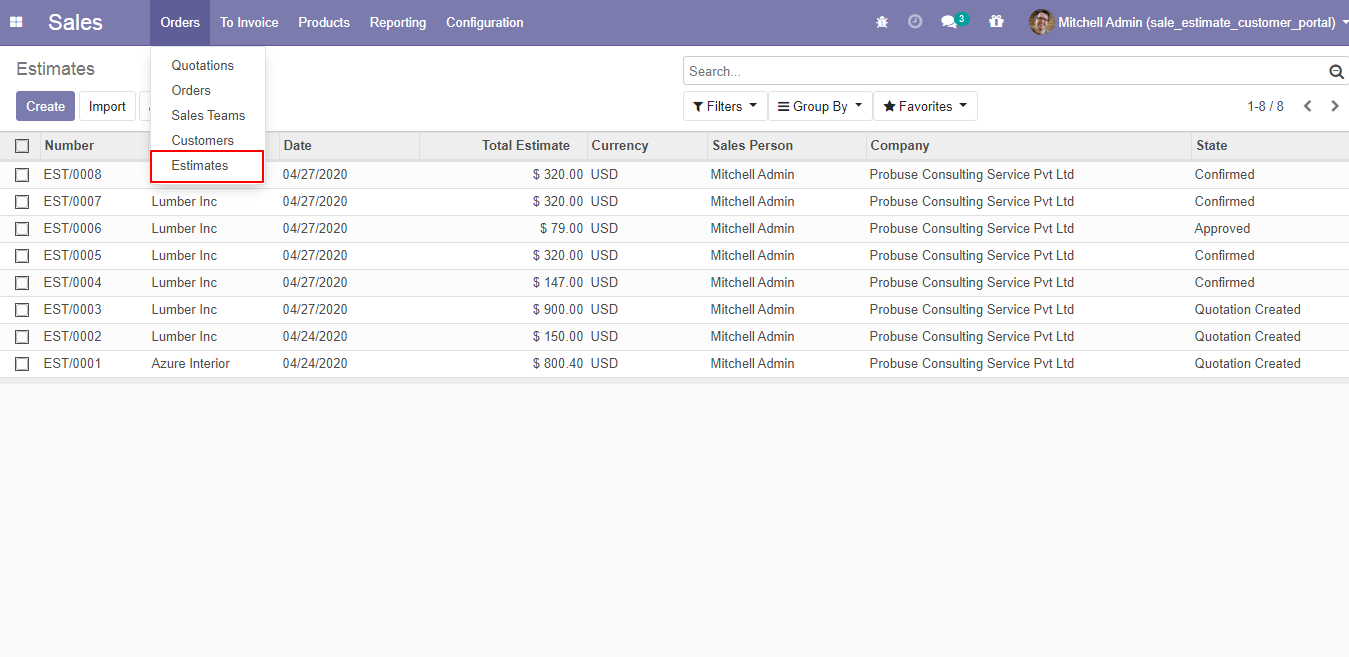 Sales Orders To Invoice Products Reporting Configuration 3 Mitchell Admin (sale_estimate_customer_portal)
Estimates
Search...
Create Import
Filters Group By Favorites 1-8 / 8
Quotations
Orders
Sales Teams
Customers
Estimates
Number Date Total Estimate Currency Sales Person Company State
EST/0008 04/27/2020 $ 320.00 USD Mitchell Admin Probuse Consulting Service Pvt Ltd Confirmed
EST/0007 Lumber Inc 04/27/2020 $ 320.00 USD Mitchell Admin Probuse Consulting Service Pvt Ltd Confirmed
EST/0006 Lumber Inc 04/27/2020 $ 79.00 USD Mitchell Admin Probuse Consulting Service Pvt Ltd Approved
EST/0005 Lumber Inc 04/27/2020 $ 320.00 USD Mitchell Admin Probuse Consulting Service Pvt Ltd Confirmed
EST/0004 Lumber Inc 04/27/2020 $ 147.00 USD Mitchell Admin Probuse Consulting Service Pvt Ltd Confirmed
EST/0003 Lumber Inc 04/27/2020 $ 900.00 USD Mitchell Admin Probuse Consulting Service Pvt Ltd Quotation Created
EST/0002 Lumber Inc 04/24/2020 $ 150.00 USD Mitchell Admin Probuse Consulting Service Pvt Ltd Quotation Created
EST/0001 Azure Interior 04/24/2020 $ 800.40 USD Mitchell Admin Probuse Consulting Service Pvt Ltd Quotation Created